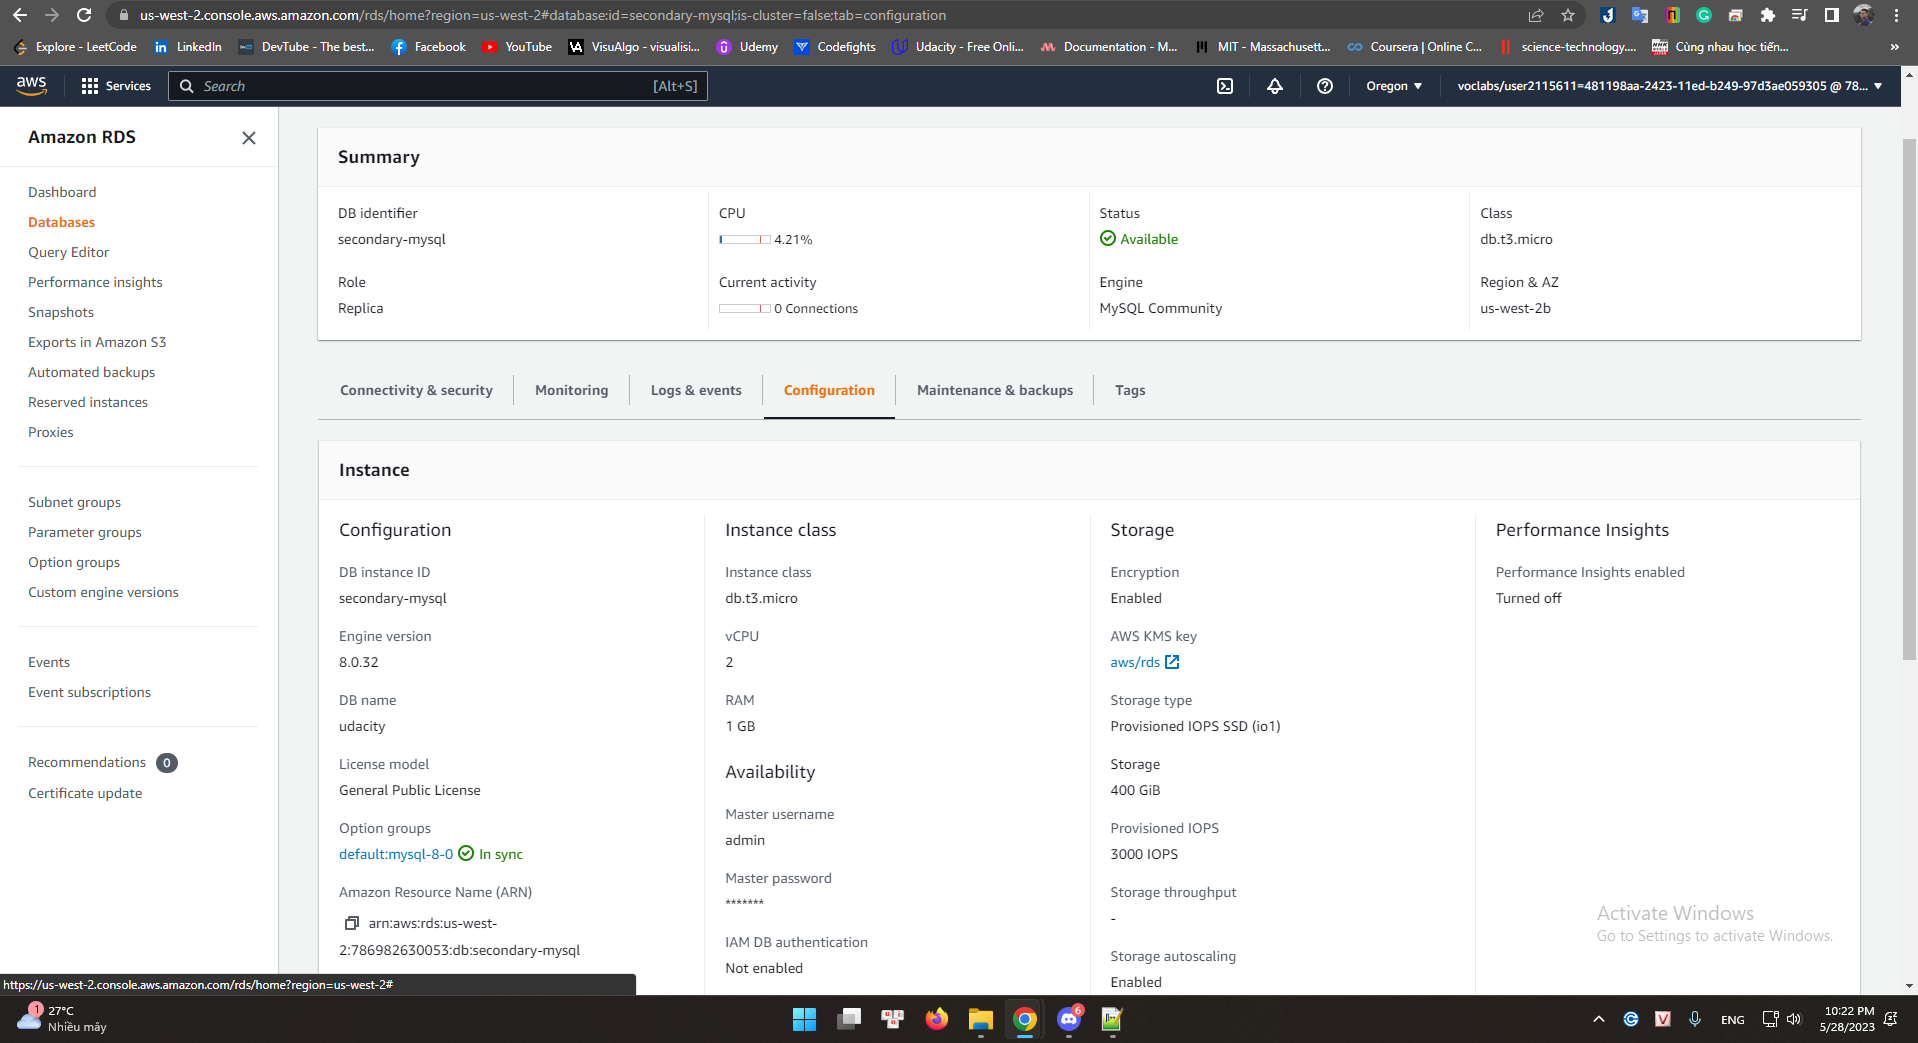 us-west-2.console.aws.amazon.com/rds/home?region=us-west-2#database:id=secondary-mysql;is-cluster=false;tab=configuration
Explore - LeetCode LinkedIn DevTube - The best... Facebook YouTube VisuAlgo - visualisi... Udemy Codefights Udacity - Free Onli... Documentation - M... MIT - Massachusett... Coursera | Online C... science-technology.... Cùng nhau học tiến... »
aws Services Search [Alt+S] Oregon voclabs/user2115611=481198aa-2423-11ed-b249-97d3ae059305 @ 78...
Amazon RDS
Dashboard
Databases
Query Editor
Performance insights
Snapshots
Exports in Amazon S3
Automated backups
Reserved instances
Proxies
Subnet groups
Parameter groups
Option groups
Custom engine versions
Events
Event subscriptions
Recommendations 0
Certificate update
Summary
DB identifier
secondary-mysql
Role
Replica
CPU
4.21%
Current activity
0 Connections
Status
Available
Engine
MySQL Community
Class
db.t3.micro
Region & AZ
us-west-2b
Connectivity & security Monitoring Logs & events Configuration Maintenance & backups Tags
Instance
Configuration
DB instance ID
secondary-mysql
Engine version
8.0.32
DB name
udacity
License model
General Public License
Option groups
default:mysql-8-0 In sync
Amazon Resource Name (ARN)
arn:aws:rds:us-west-
2:786982630053:db:secondary-mysql
Instance class
Instance class
db.t3.micro
vCPU
2
RAM
1 GB
Availability
Master username
admin
Master password
*******
IAM DB authentication
Not enabled
Storage
Encryption
Enabled
AWS KMS key
aws/rds
Storage type
Provisioned IOPS SSD (io1)
Storage
400 GiB
Provisioned IOPS
3000 IOPS
Storage throughput
-
Storage autoscaling
Enabled
Performance Insights
Performance Insights enabled
Turned off
Activate Windows
Go to Settings to activate Windows.
https://us-west-2.console.aws.amazon.com/rds/home?region=us-west-2#
1
27°C
Nhiều mây
6
ENG
10:22 PM
5/28/2023